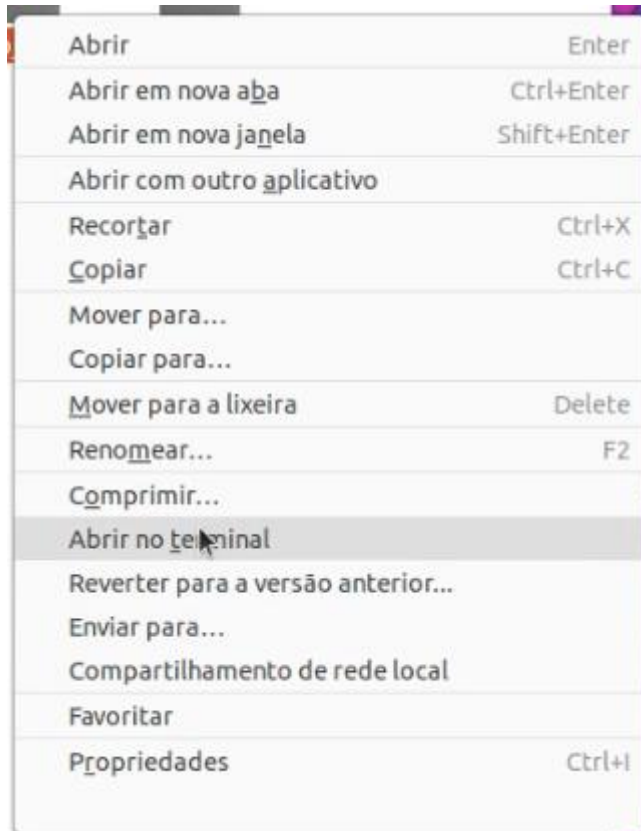 Abrir Enter
Abrir em nova aba Ctrl+Enter
Abrir em nova janela Shift+Enter
Abrir com outro aplicativo
Recortar Ctrl+X
Copiar Ctrl+C
Mover para...
Copiar para...
Mover para a lixeira Delete
Renomear... F2
Comprimir...
Abrir no terminal
Reverter para a versão anterior...
Enviar para...
Compartilhamento de rede local
Favoritar
Propriedades Ctrl+I